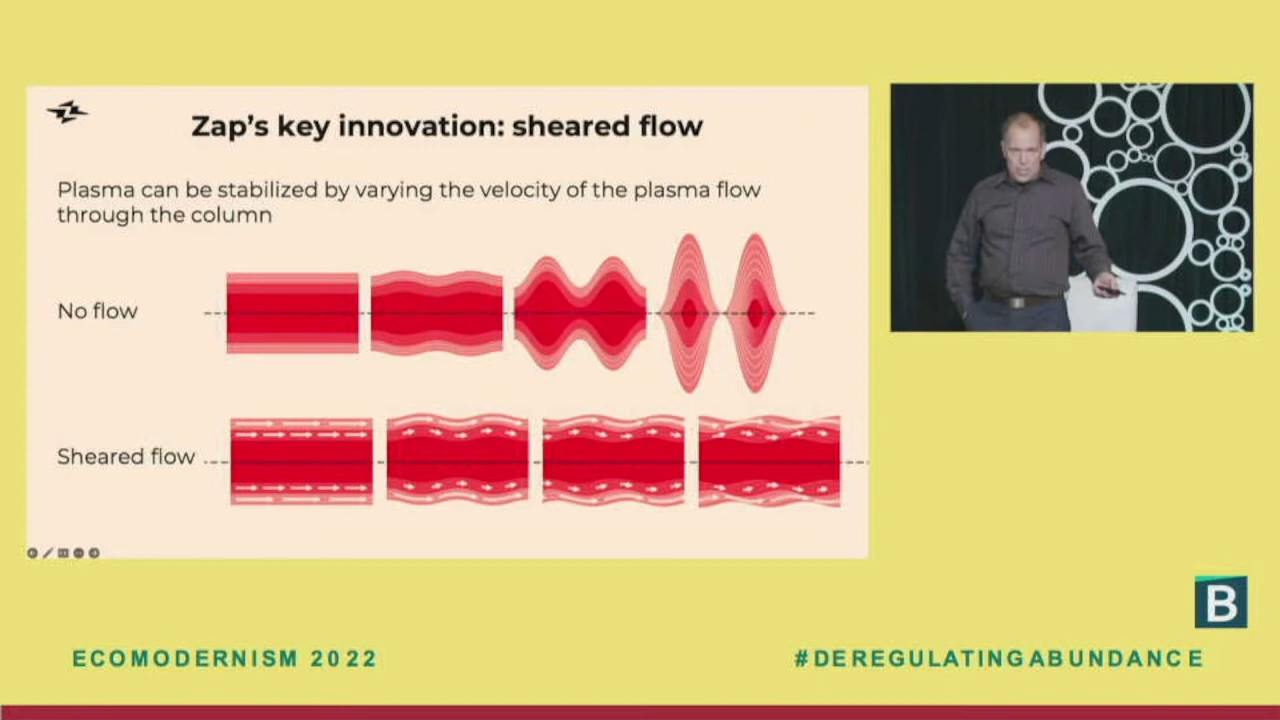 Zap's key innovation: sheared flow
Plasma can be stabilized by varying the velocity of the plasma flow
through the column
No flow
Sheared flow
B
ECOMODERNISM 2022
#DEREGULATINGABUNDANCE